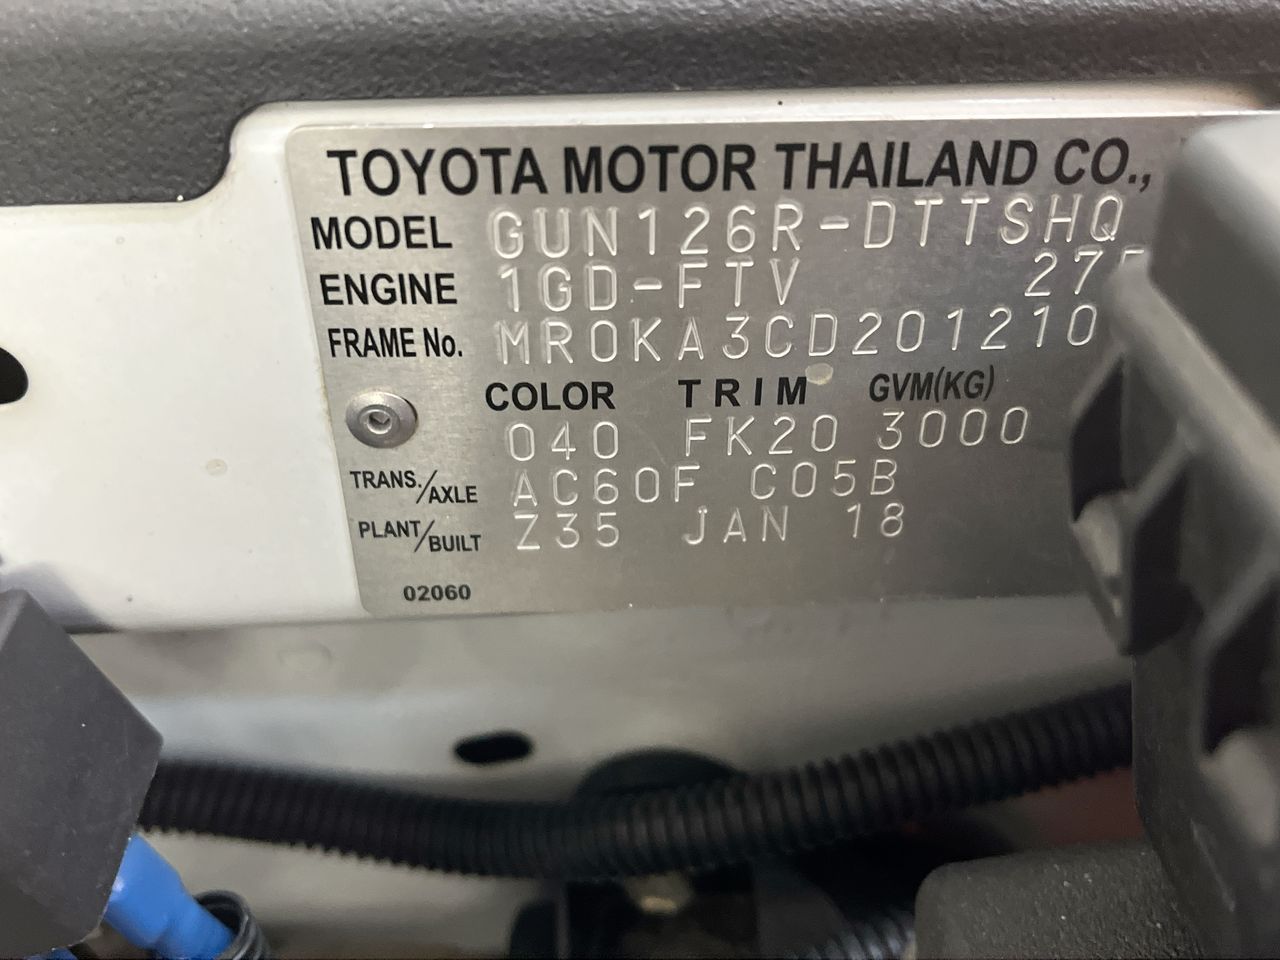 TOYOTA MOTOR THAILAND CO.,
MODEL GUN126R-DTTSHQ
ENGINE 1GD-FTV
FRAME No. MR0KA3CD201210
COLOR TRIM GVM(KG)
040 FK20 3000
TRANS./AXLE AC60F C05B
PLANT/BUILT Z35 JAN 18
02060